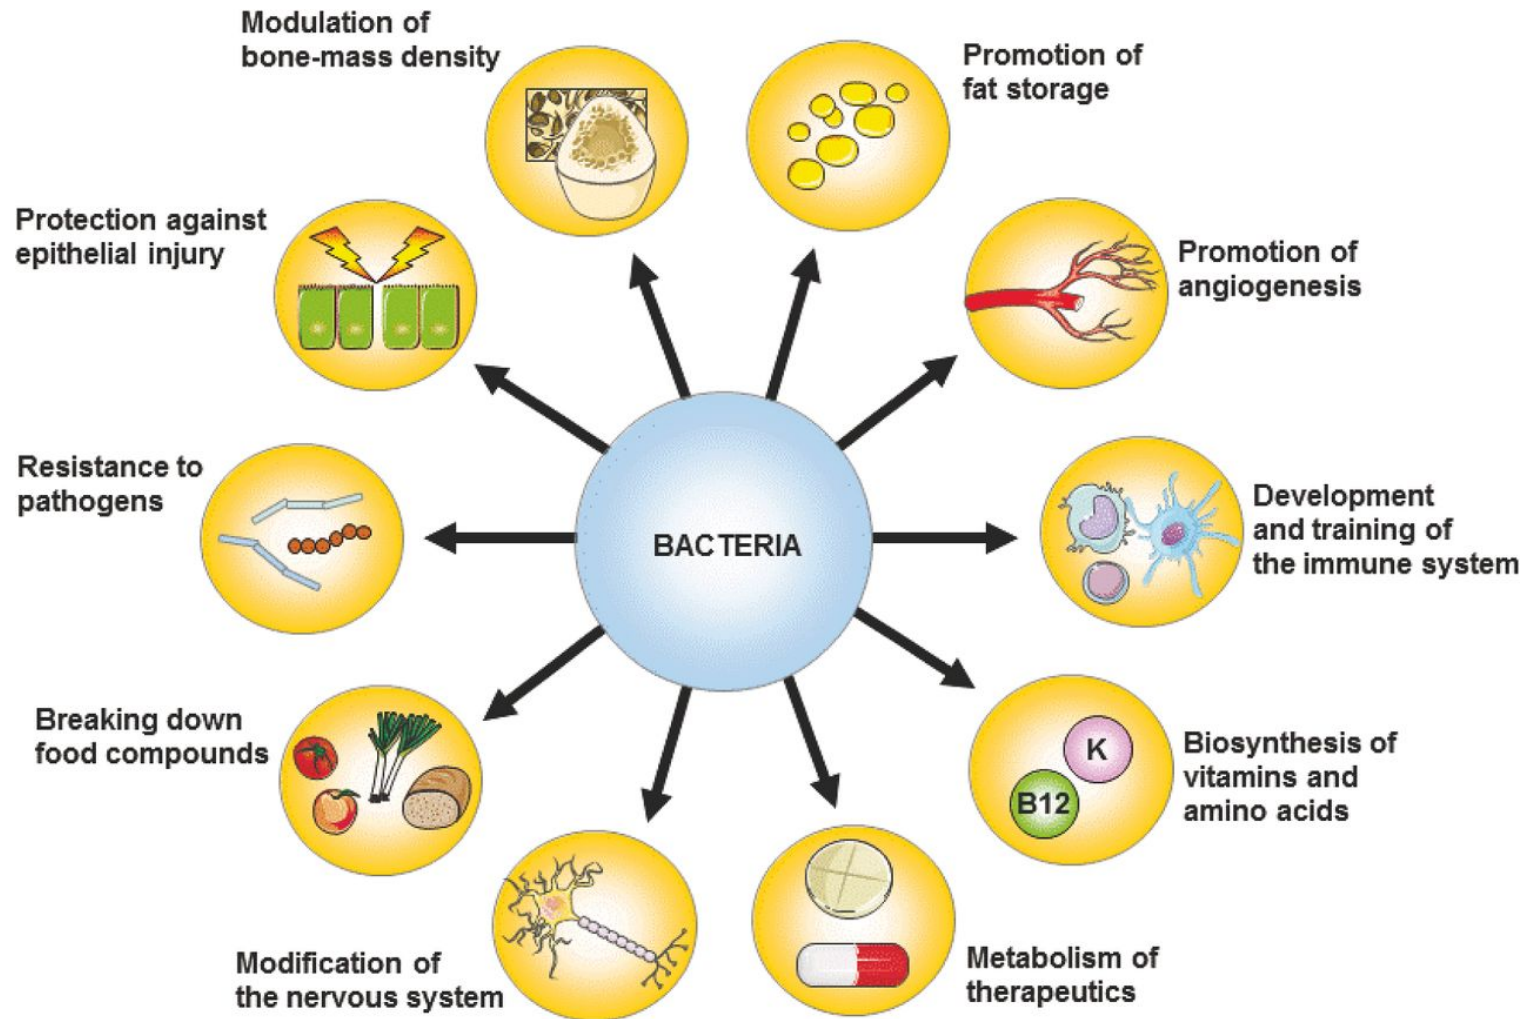 Modulation of
bone-mass density
Promotion of
fat storage
Protection against
epithelial injury
Promotion of
angiogenesis
Resistance to
pathogens
BACTERIA
Development
and training of
the immune system
Breaking down
food compounds
K
B12
Biosynthesis of
vitamins and
amino acids
Modification of
the nervous system
Metabolism of
therapeutics